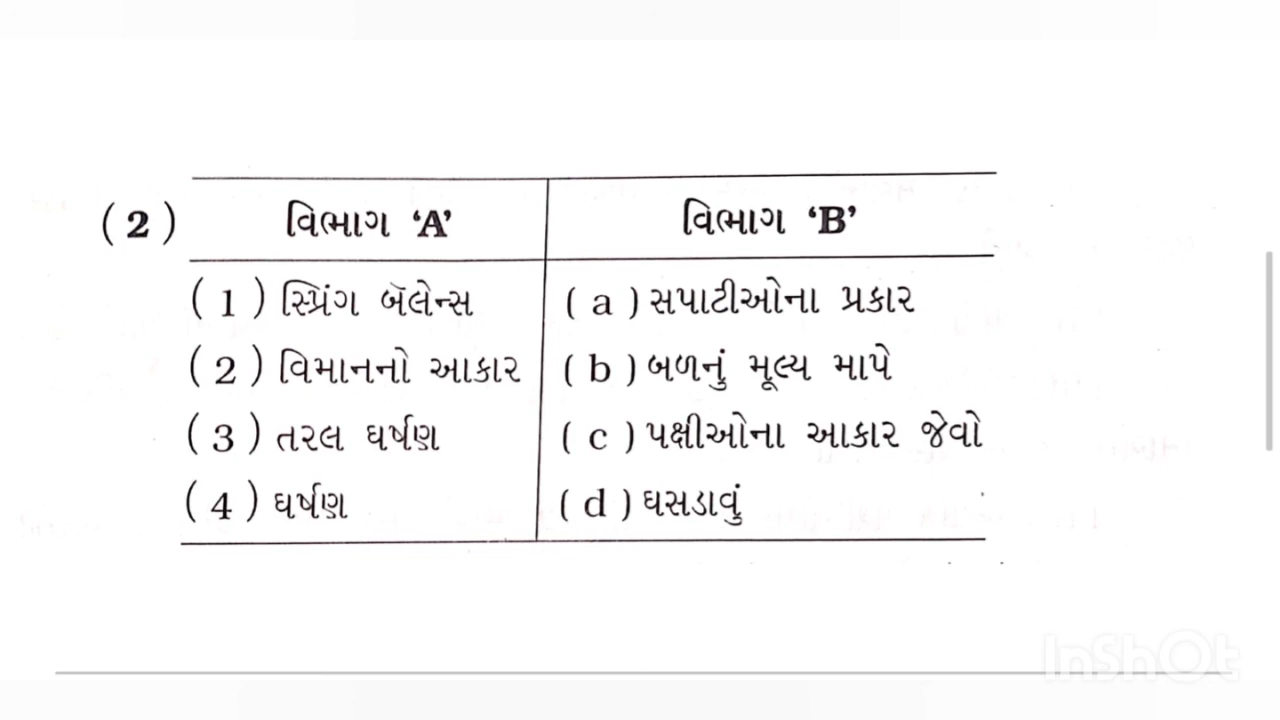 (2) વિભાગ ‘A’ વિભાગ ‘B’
(1) સ્પ્રિંગ બૅલેન્સ (a) સપાટીઓના પ્રકાર
(2) વિમાનનો આકાર (b) બળનું મૂલ્ય માપે
(3) તરલ ઘર્ષણ (c) પક્ષીઓના આકાર જેવો
(4) ઘર્ષણ (d) ઘસડાવું
InShOt